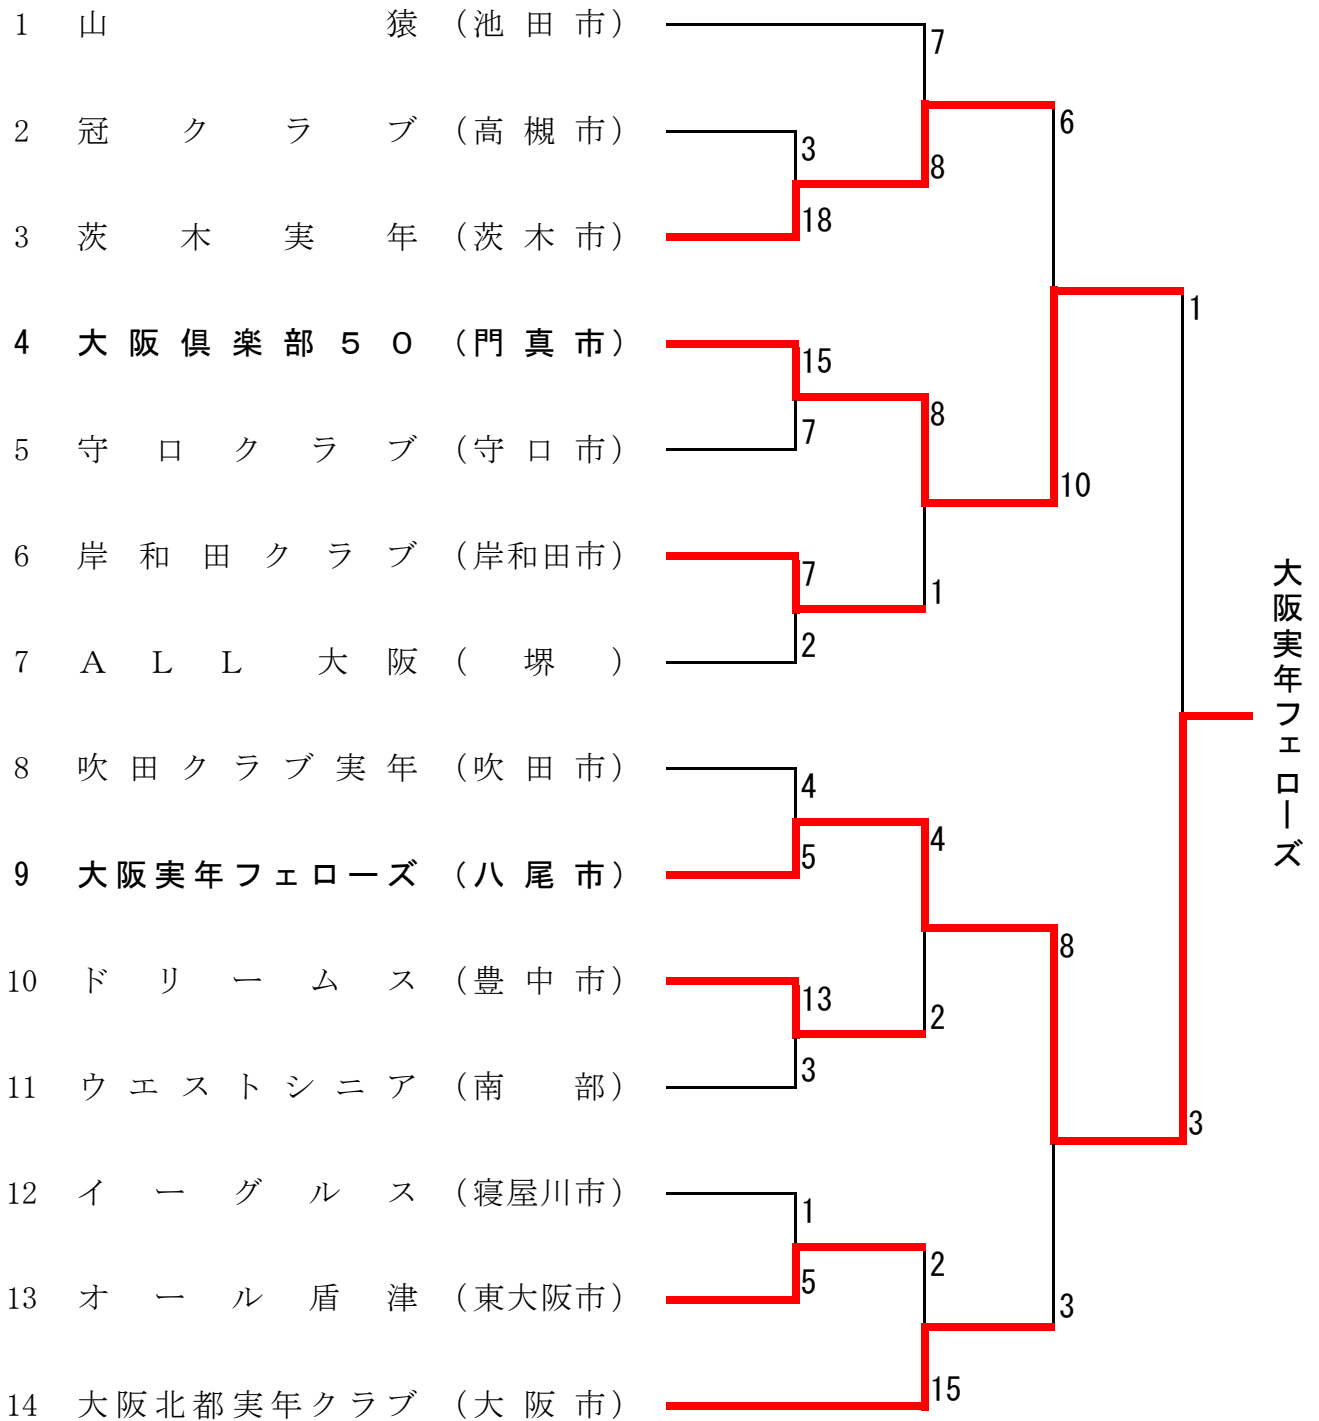 1 山猿 (池田市)
7
2 冠クラブ (高槻市)
3
6
8
3 茨木実年 (茨木市)
18
4 大阪倶楽部５０ (門真市)
15
1
8
5 守口クラブ (守口市)
7
10
6 岸和田クラブ (岸和田市)
7
1
7 ＡＬＬ大阪 (堺)
2
大阪実年フェローズ
8 吹田クラブ実年 (吹田市)
4
4
9 大阪実年フェローズ (八尾市)
5
8
10 ドリームス (豊中市)
13
2
11 ウエストシニア (南部)
3
3
12 イーグルス (寝屋川市)
1
2
13 オール盾津 (東大阪市)
5
3
14 大阪北都実年クラブ (大阪市)
15